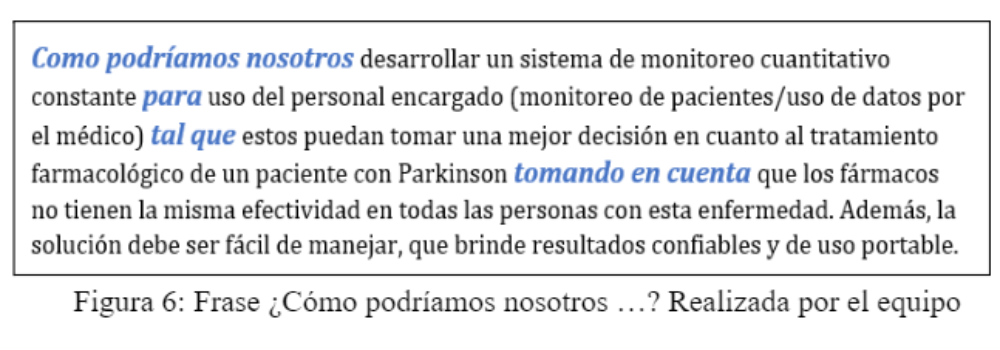 Como podríamos nosotros desarrollar un sistema de monitoreo cuantitativo
constante para uso del personal encargado (monitoreo de pacientes/uso de datos por
el médico) tal que estos puedan tomar una mejor decisión en cuanto al tratamiento
farmacológico de un paciente con Parkinson tomando en cuenta que los fármacos
no tienen la misma efectividad en todas las personas con esta enfermedad. Además, la
solución debe ser fácil de manejar, que brinde resultados confiables y de uso portable.
Figura 6: Frase ¿Cómo podríamos nosotros …? Realizada por el equipo